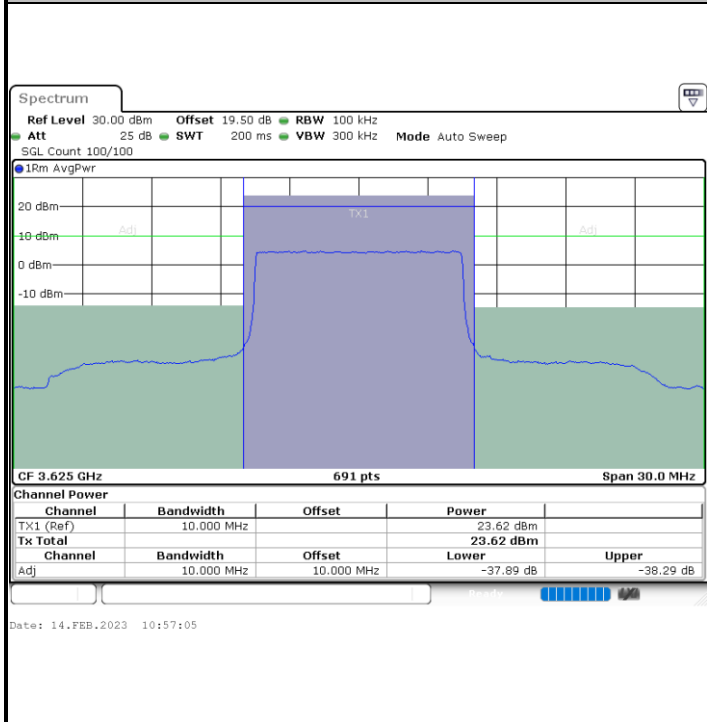 Spectrum
Ref Level 30.00 dBm Offset 19.50 dB RBW 100 kHz
Att 25 dB SWT 200 ms VBW 300 kHz Mode Auto Sweep
SGL Count 100/100
1Rm AvgPwr
20 dBm
TX1
Adj
Adj
10 dBm
0 dBm
-10 dBm
CF 3.625 GHz 691 pts Span 30.0 MHz
Channel Power
Channel Bandwidth Offset Power
TX1 (Ref) 10.000 MHz 23.62 dBm
Tx Total 23.62 dBm
Channel Bandwidth Offset Lower Upper
Adj 10.000 MHz 10.000 MHz -37.89 dB -38.29 dB
Ready
Date: 14.FEB.2023 10:57:05